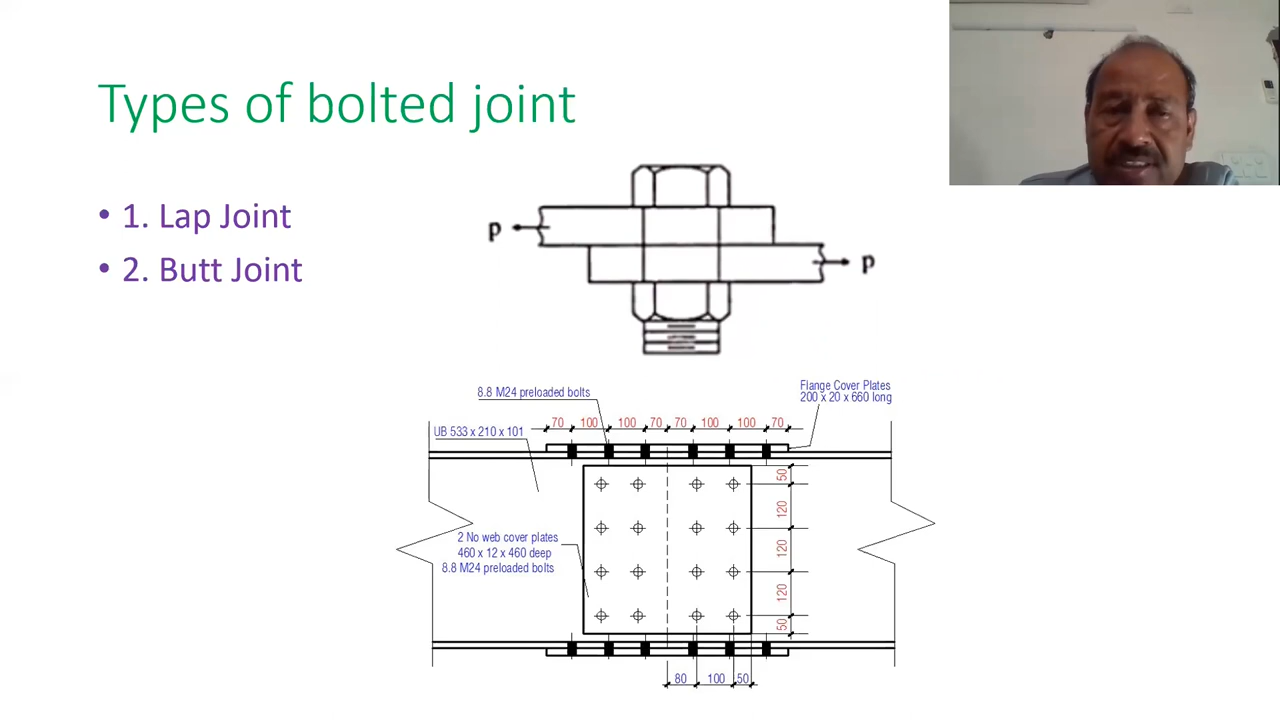 Types of bolted joint
• 1. Lap Joint
• 2. Butt Joint
p
p
8.8 M24 preloaded bolts
Flange Cover Plates
200 x 20 x 660 long
70 100 100 70 70 100 100 70
UB 533 x 210 x 101
50
120
120
120
50
2 No web cover plates
460 x 12 x 460 deep
8.8 M24 preloaded bolts
80 100 50